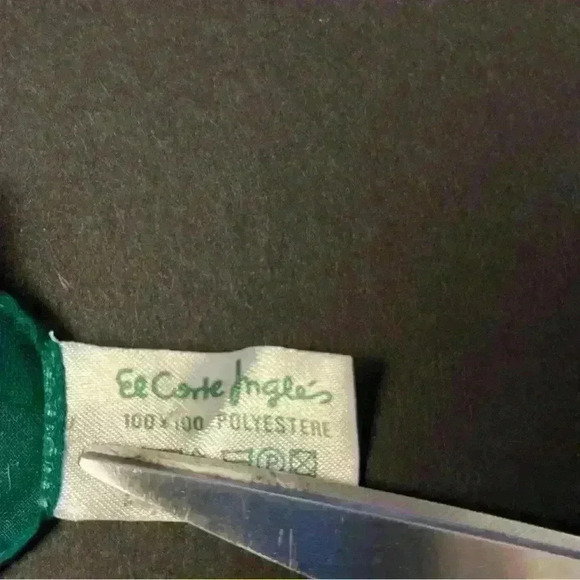 El Corte Inglés
100 x 100 POLYESTERE
P